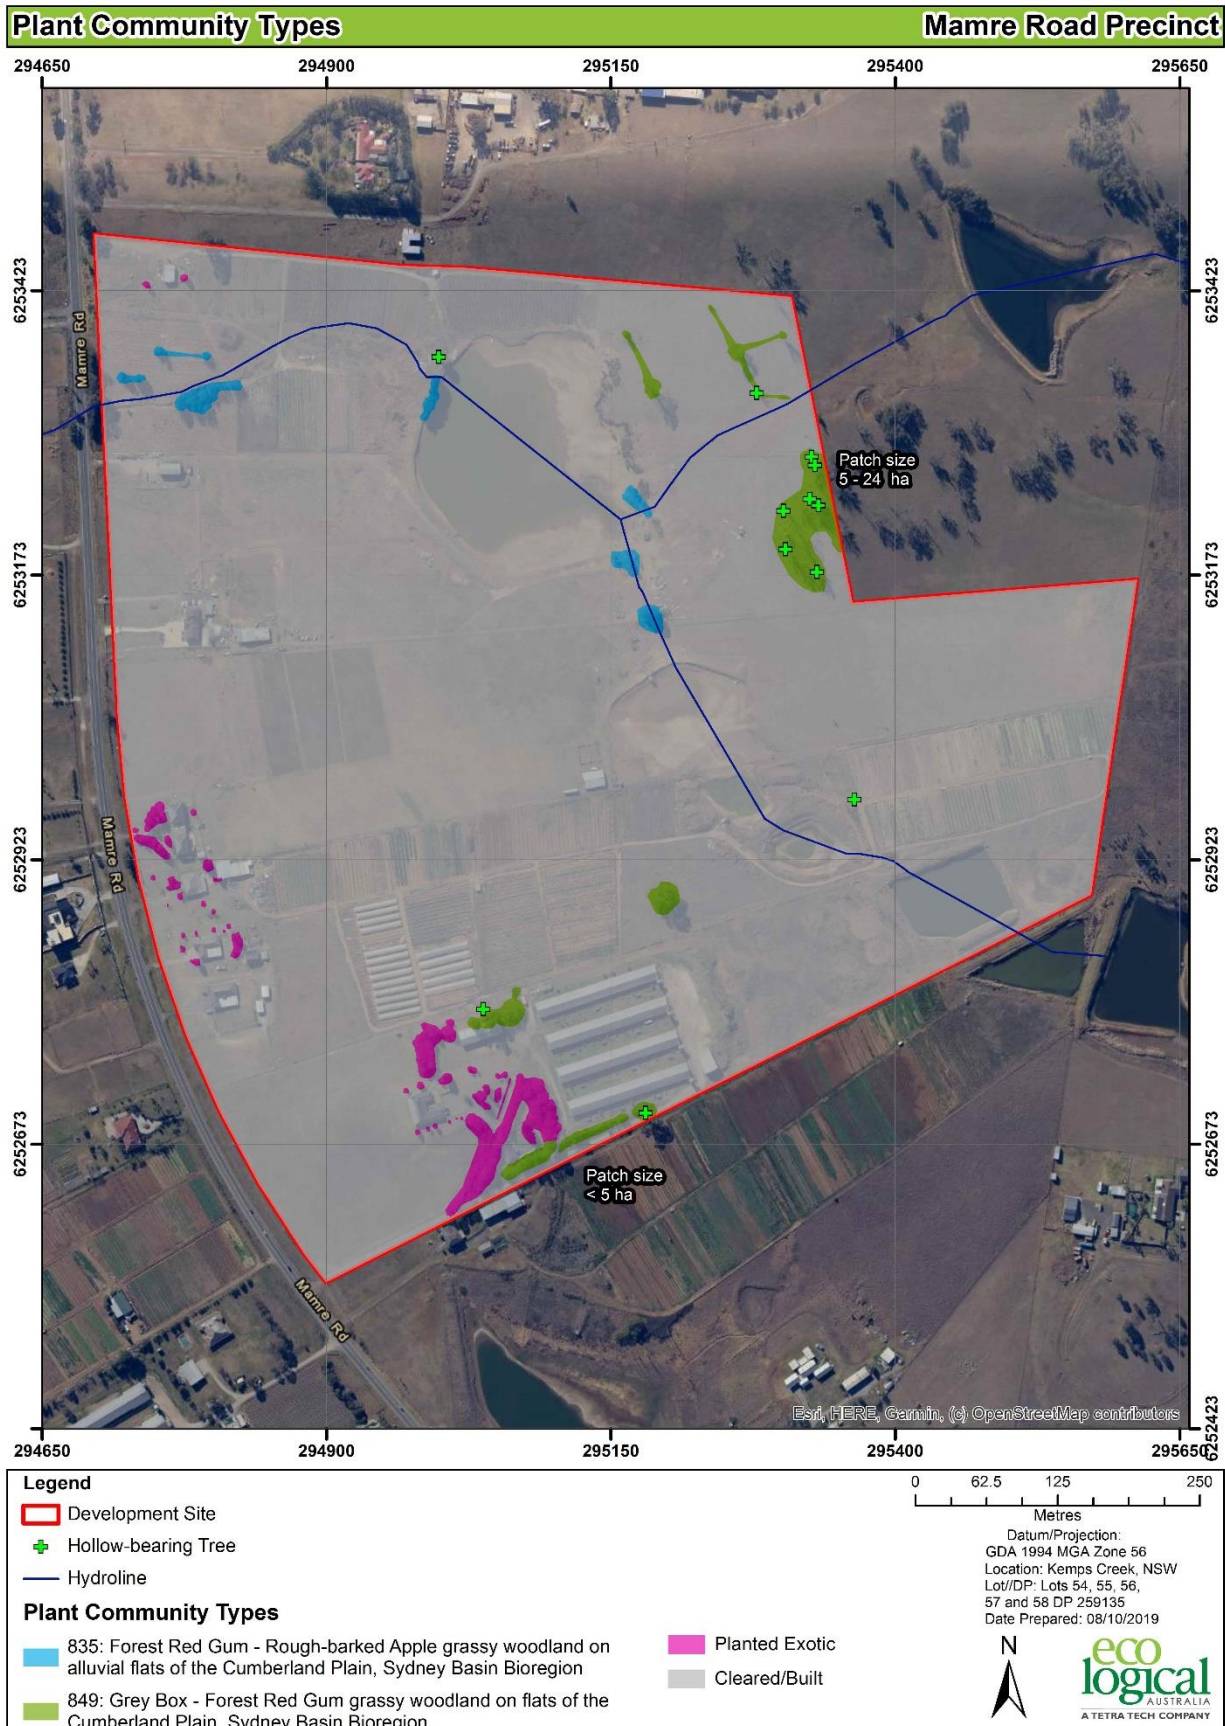 Plant Community Types
Mamre Road Precinct
294650 294900 295150 295400 295650
6253423 6253423
Mamre Rd
Patch size
5 - 24 ha
6253173 6253173
Mamre Rd
6252923 6252923
6252673 6252673
Patch size
< 5 ha
Mamre Rd
Esri, HERE, Garmin, (c) OpenStreetMap contributors
6252423
294650 294900 295150 295400 295650
Legend
Development Site
Hollow-bearing Tree
Hydroline
Plant Community Types
835: Forest Red Gum - Rough-barked Apple grassy woodland on
alluvial flats of the Cumberland Plain, Sydney Basin Bioregion
849: Grey Box - Forest Red Gum grassy woodland on flats of the
Cumberland Plain, Sydney Basin Bioregion
Planted Exotic
Cleared/Built
0 62.5 125 250
Metres
Datum/Projection:
GDA 1994 MGA Zone 56
Location: Kemps Creek, NSW
Lot//DP: Lots 54, 55, 56,
57 and 58 DP 259135
Date Prepared: 08/10/2019
N
eco
logical
AUSTRALIA
A TETRA TECH COMPANY